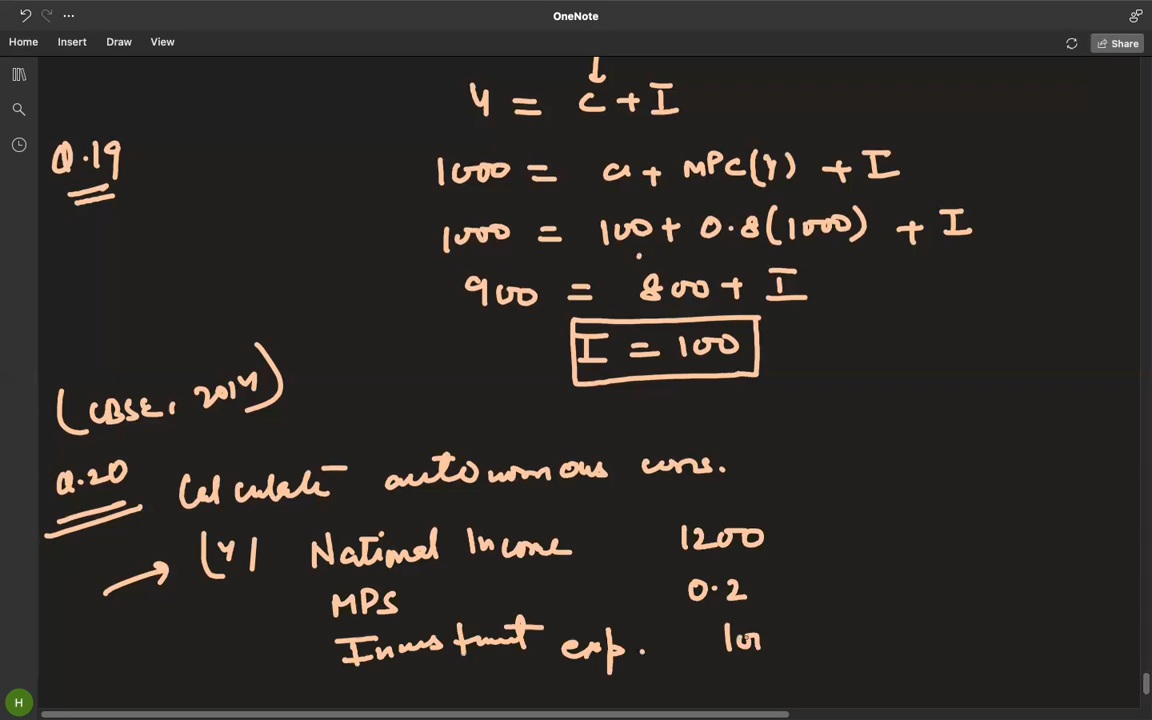 OneNote
Home Insert Draw View Share
Y = C + I
Q.19
1000 = a + MPC(Y) + I
1000 = 100 + 0.8(1000) + I
900 = 800 + I
I = 100
(CBSE, 2014)
Q.20 Calculate autonomous cons.
(Y) National Income 1200
MPS 0.2
Investment exp. 100
H